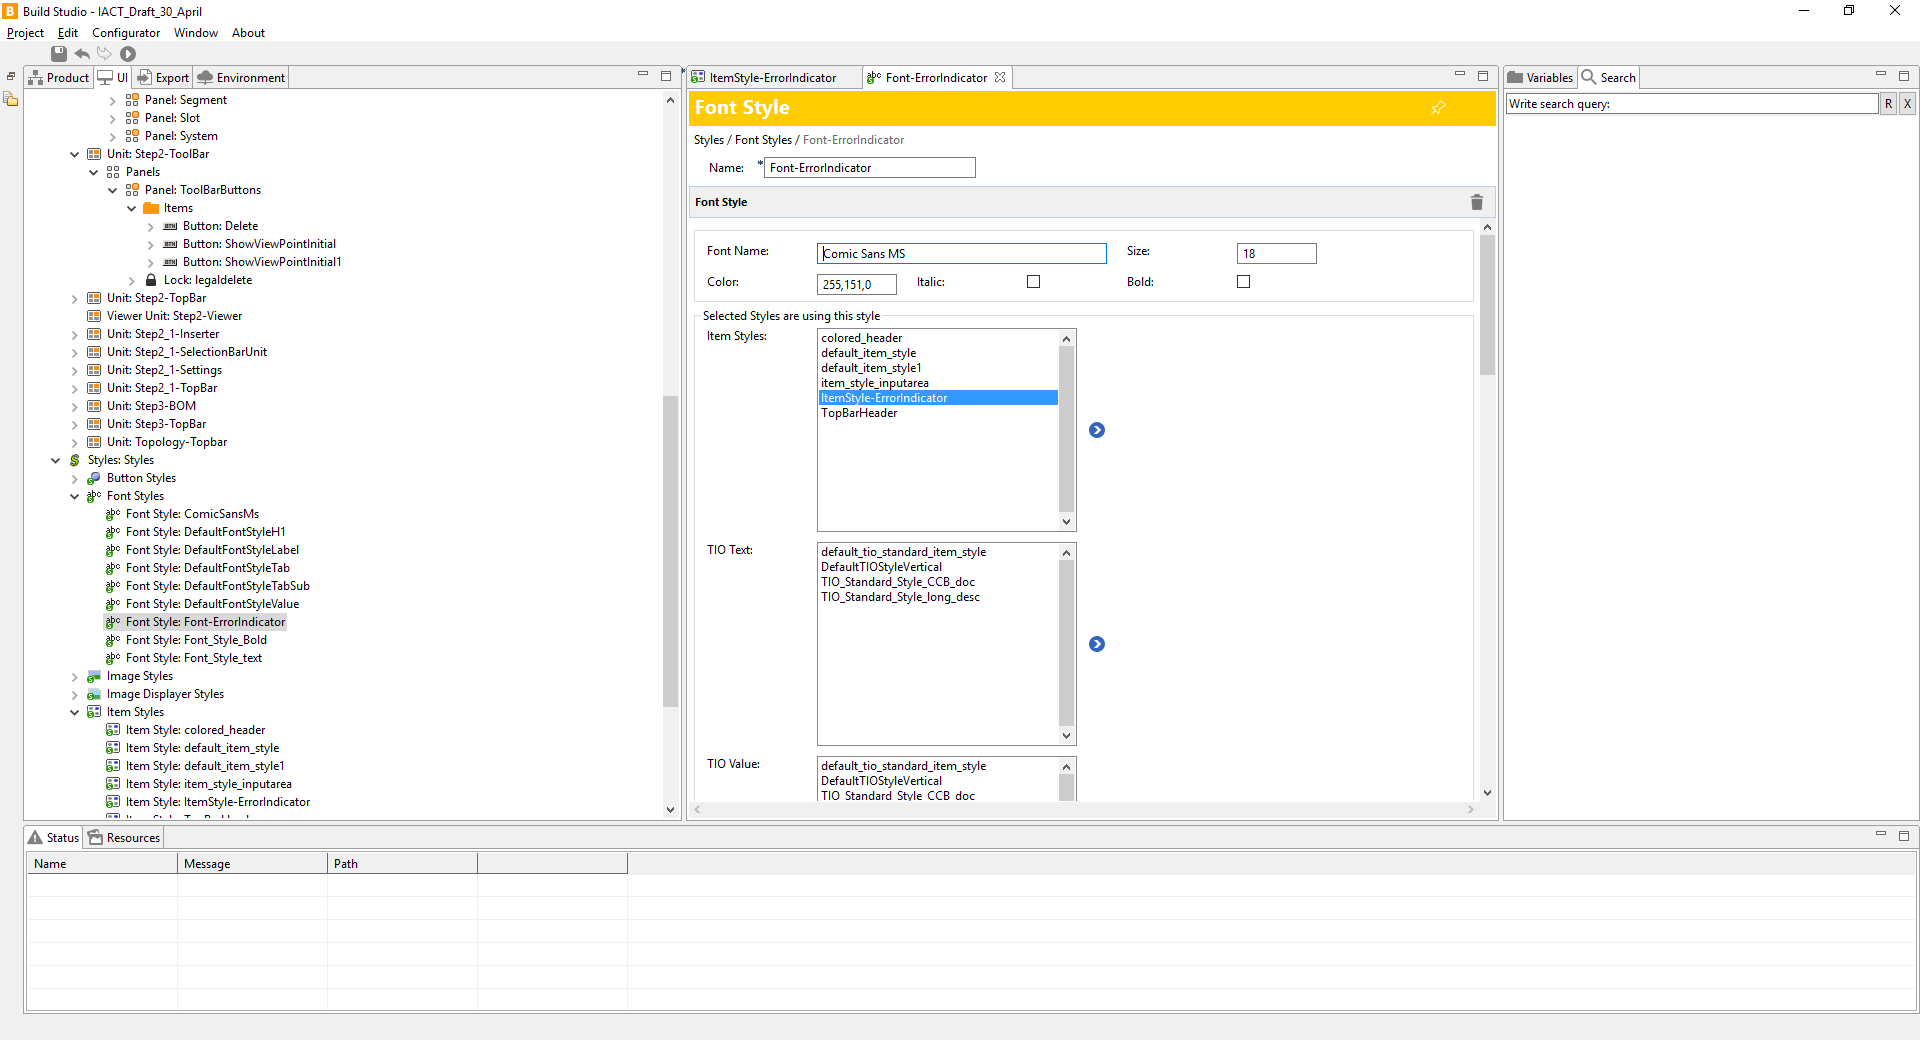 Build Studio - IACT_Draft_30_April
Project Edit Configurator Window About
Product UI Export Environment
Panel: Segment
Panel: Slot
Panel: System
Unit: Step2-ToolBar
Panels
Panel: ToolBarButtons
Items
Button: Delete
Button: ShowViewPointInitial
Button: ShowViewPointInitial1
Lock: legaldelete
Unit: Step2-TopBar
Viewer Unit: Step2-Viewer
Unit: Step2_1-Inserter
Unit: Step2_1-SelectionBarUnit
Unit: Step2_1-Settings
Unit: Step2_1-TopBar
Unit: Step3-BOM
Unit: Step3-TopBar
Unit: Topology-Topbar
Styles: Styles
Button Styles
Font Styles
Font Style: ComicSansMs
Font Style: DefaultFontStyleH1
Font Style: DefaultFontStyleLabel
Font Style: DefaultFontStyleTab
Font Style: DefaultFontStyleTabSub
Font Style: DefaultFontStyleValue
Font Style: Font-ErrorIndicator
Font Style: Font_Style_Bold
Font Style: Font_Style_text
Image Styles
Image Displayer Styles
Item Styles
Item Style: colored_header
Item Style: default_item_style
Item Style: default_item_style1
Item Style: item_style_inputarea
Item Style: ItemStyle-ErrorIndicator
ItemStyle-ErrorIndicator Font-ErrorIndicator
Font Style
Styles / Font Styles / Font-ErrorIndicator
Name: * Font-ErrorIndicator
Font Style
Font Name: Comic Sans MS Size: 18
Color: 255,151,0 Italic: Bold:
Selected Styles are using this style
Item Styles:
colored_header
default_item_style
default_item_style1
item_style_inputarea
ItemStyle-ErrorIndicator
TopBarHeader
TIO Text:
default_tio_standard_item_style
DefaultTIOStyleVertical
TIO_Standard_Style_CCB_doc
TIO_Standard_Style_long_desc
TIO Value:
default_tio_standard_item_style
DefaultTIOStyleVertical
TIO_Standard_Style_CCB_doc
Variables Search
Write search query: R X
Status Resources
Name Message Path